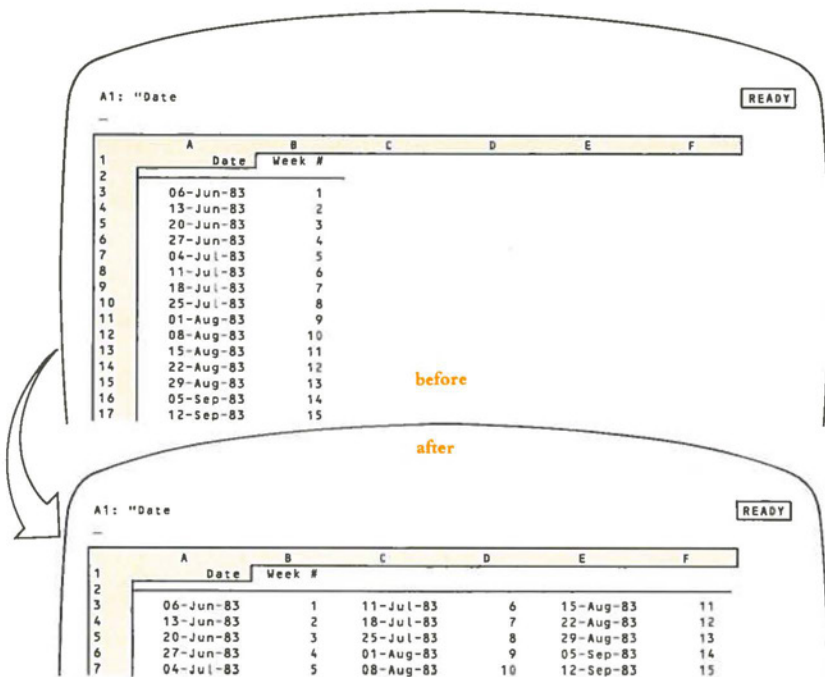 A1: "Date READY
A B C D E F
1 Date Week #
2
3 06-Jun-83 1
4 13-Jun-83 2
5 20-Jun-83 3
6 27-Jun-83 4
7 04-Jul-83 5
8 11-Jul-83 6
9 18-Jul-83 7
10 25-Jul-83 8
11 01-Aug-83 9
12 08-Aug-83 10
13 15-Aug-83 11
14 22-Aug-83 12
15 29-Aug-83 13
16 05-Sep-83 14
17 12-Sep-83 15
before
after
A1: "Date READY
A B C D E F
1 Date Week #
2
3 06-Jun-83 1 11-Jul-83 6 15-Aug-83 11
4 13-Jun-83 2 18-Jul-83 7 22-Aug-83 12
5 20-Jun-83 3 25-Jul-83 8 29-Aug-83 13
6 27-Jun-83 4 01-Aug-83 9 05-Sep-83 14
7 04-Jul-83 5 08-Aug-83 10 12-Sep-83 15